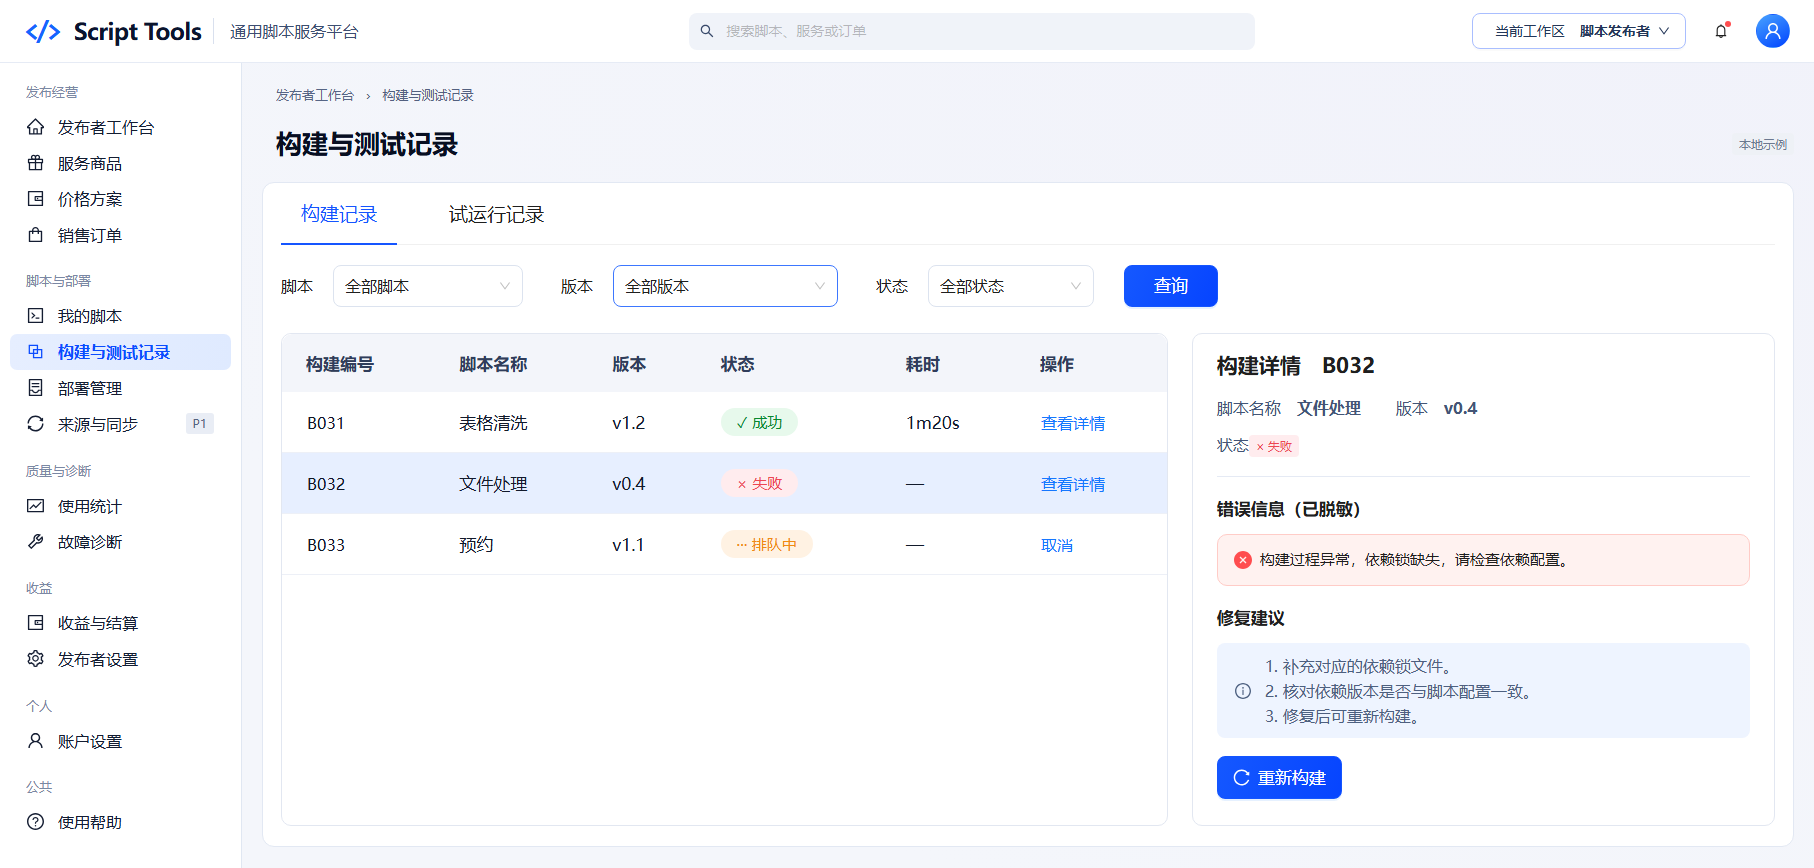 </> Script Tools 通用脚本服务平台 搜索脚本、服务或订单 当前工作区 脚本发布者
发布经营
发布者工作台
服务商品
价格方案
销售订单
脚本与部署
我的脚本
构建与测试记录
部署管理
来源与同步 P1
质量与诊断
使用统计
故障诊断
收益
收益与结算
发布者设置
个人
账户设置
公共
使用帮助
发布者工作台 › 构建与测试记录
构建与测试记录 本地示例
构建记录 试运行记录
脚本 全部脚本 版本 全部版本 状态 全部状态 查询
构建编号 脚本名称 版本 状态 耗时 操作
B031 表格清洗 v1.2 ✓ 成功 1m20s 查看详情
B032 文件处理 v0.4 × 失败 — 查看详情
B033 预约 v1.1 ··· 排队中 — 取消
构建详情 B032
脚本名称 文件处理 版本 v0.4
状态 × 失败
错误信息（已脱敏）
构建过程异常，依赖锁缺失，请检查依赖配置。
修复建议
1. 补充对应的依赖锁文件。
2. 核对依赖版本是否与脚本配置一致。
3. 修复后可重新构建。
重新构建